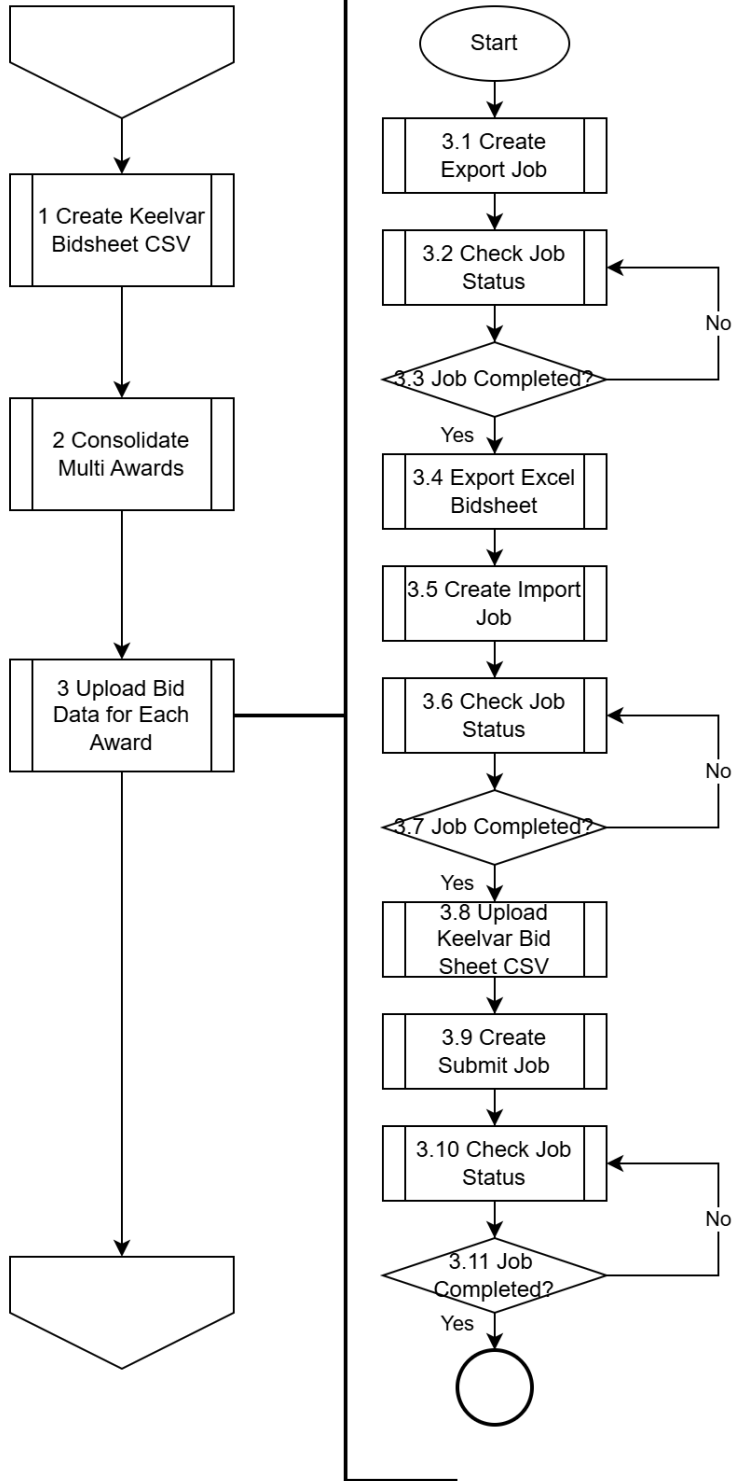 1 Create Keelvar
Bidsheet CSV
2 Consolidate
Multi Awards
3 Upload Bid
Data for Each
Award
Start
3.1 Create
Export Job
3.2 Check Job
Status
No
3.3 Job Completed?
Yes
3.4 Export Excel
Bidsheet
3.5 Create Import
Job
3.6 Check Job
Status
No
3.7 Job Completed?
Yes
3.8 Upload
Keelvar Bid
Sheet CSV
3.9 Create
Submit Job
3.10 Check Job
Status
No
3.11 Job
Completed?
Yes